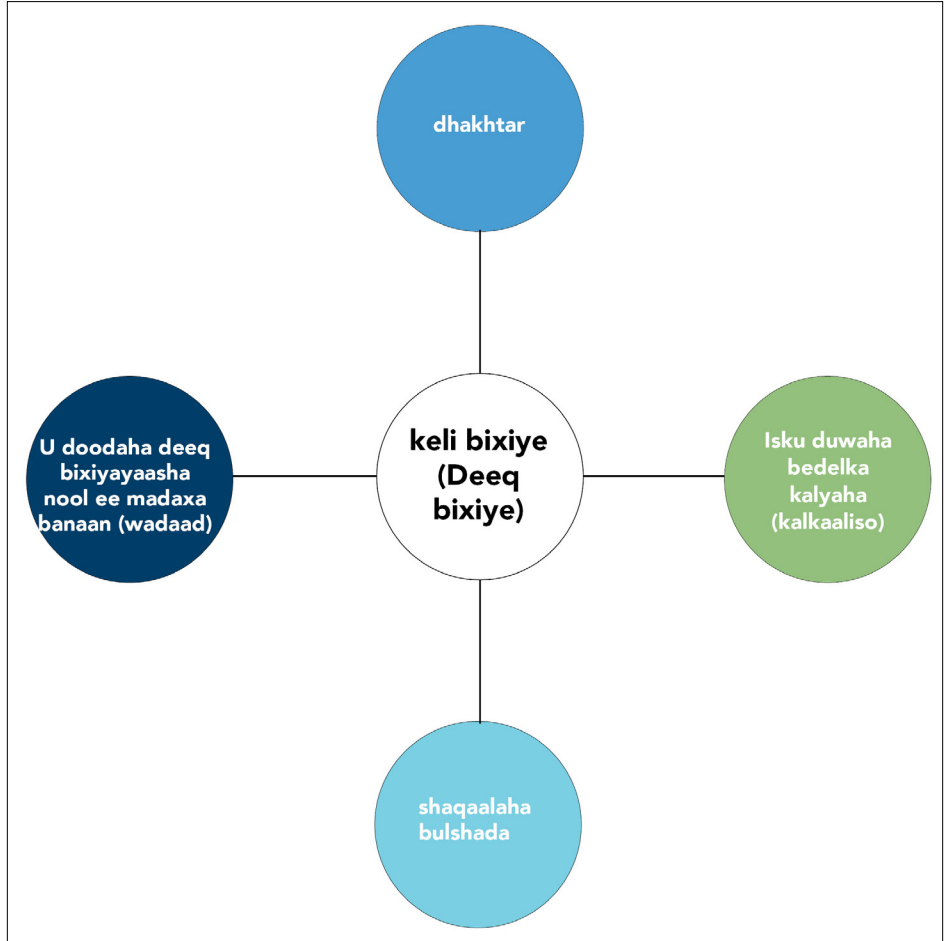 dhakhtar
U doodaha deeq
bixiyayaasha
nool ee madaxa
banaan (wadaad)
keli bixiye
(Deeq
bixiye)
Isku duwaha
bedelka
kalyaha
(kalkaaliso)
shaqaalaha
bulshada